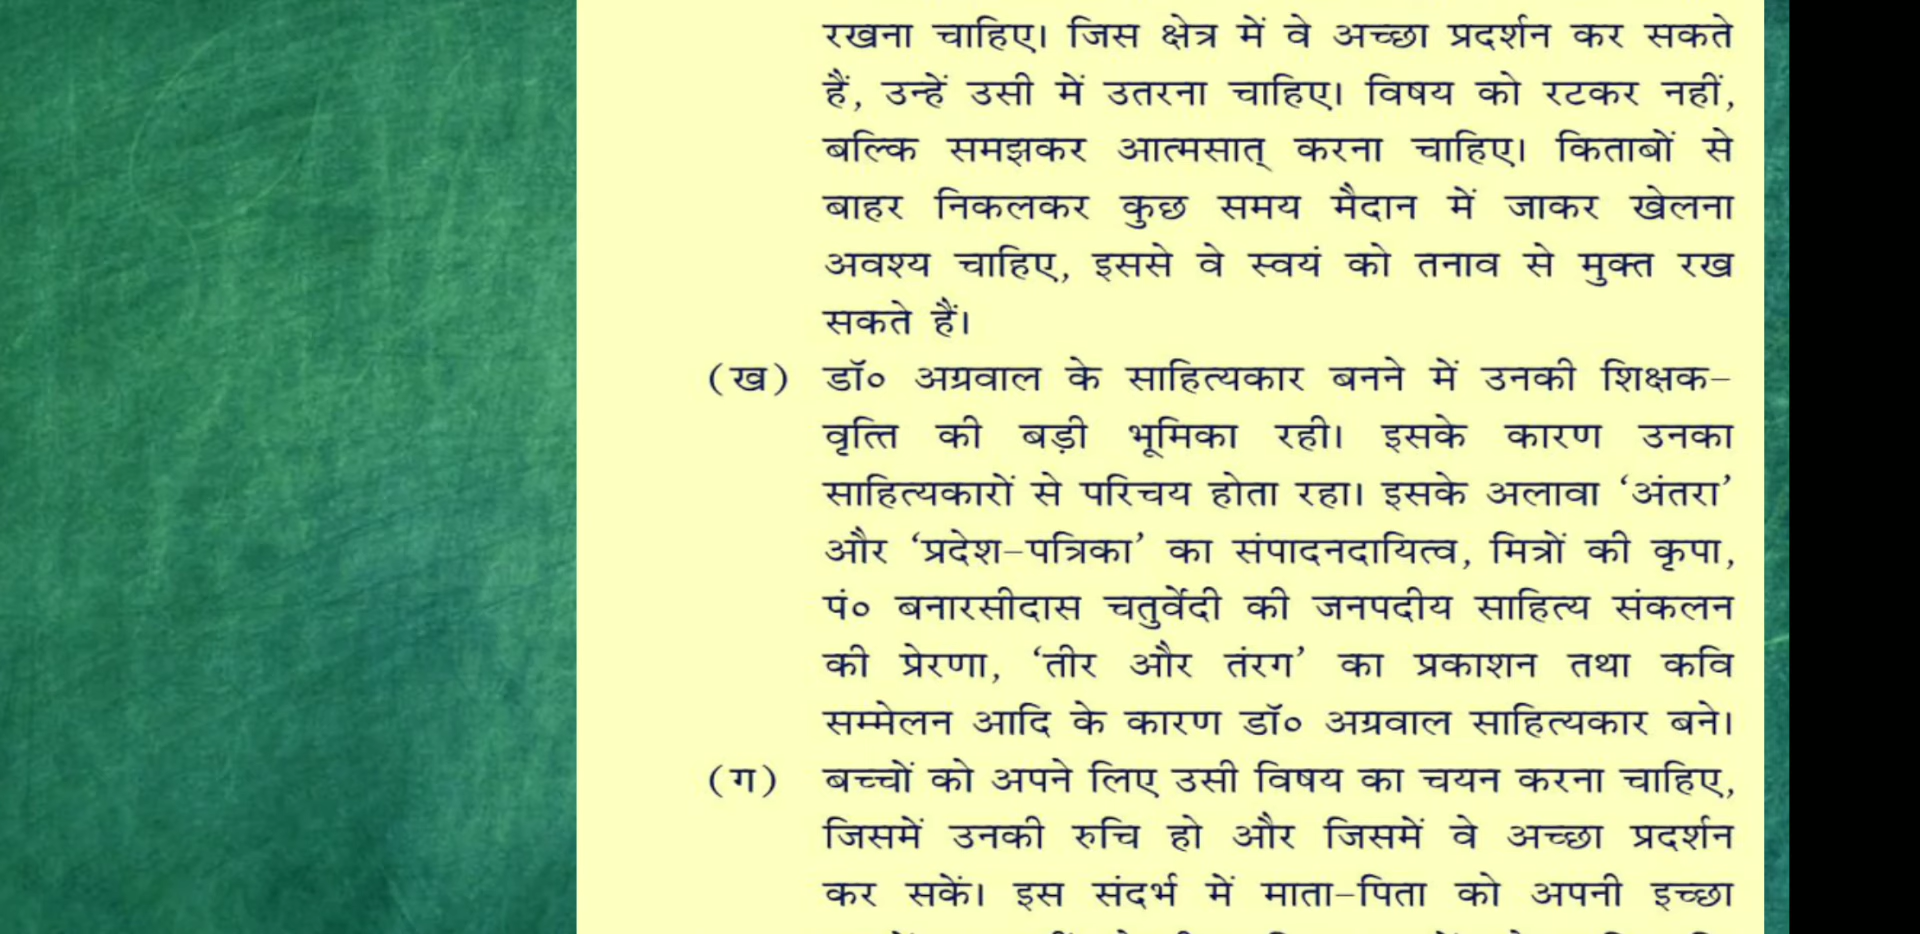 रखना चाहिए। जिस क्षेत्र में वे अच्छा प्रदर्शन कर सकते
हैं, उन्हें उसी में उतरना चाहिए। विषय को रटकर नहीं,
बल्कि समझकर आत्मसात् करना चाहिए। किताबों से
बाहर निकलकर कुछ समय मैदान में जाकर खेलना
अवश्य चाहिए, इससे वे स्वयं को तनाव से मुक्त रख
सकते हैं।
(ख) डॉ० अग्रवाल के साहित्यकार बनने में उनकी शिक्षक-
वृत्ति की बड़ी भूमिका रही। इसके कारण उनका
साहित्यकारों से परिचय होता रहा। इसके अलावा ‘अंतरा’
और ‘प्रदेश-पत्रिका’ का संपादनदायित्व, मित्रों की कृपा,
पं० बनारसीदास चतुर्वेदी की जनपदीय साहित्य संकलन
की प्रेरणा, ‘तीर और तंरग’ का प्रकाशन तथा कवि
सम्मेलन आदि के कारण डॉ० अग्रवाल साहित्यकार बने।
(ग) बच्चों को अपने लिए उसी विषय का चयन करना चाहिए,
जिसमें उनकी रुचि हो और जिसमें वे अच्छा प्रदर्शन
कर सकें। इस संदर्भ में माता-पिता को अपनी इच्छा